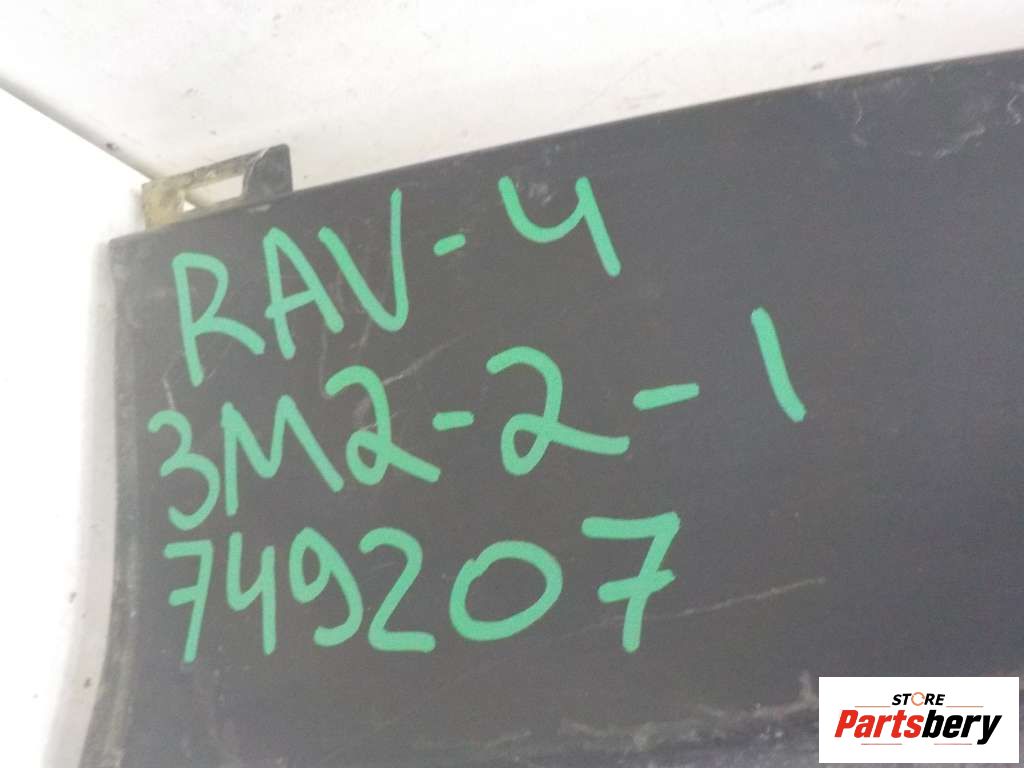 RAV-4
3M2-2-1
749207
STORE
Partsbery